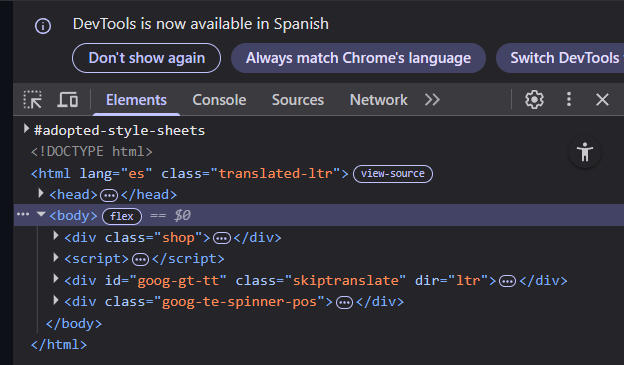 DevTools is now available in Spanish
Don't show again Always match Chrome's language Switch DevTools
Elements Console Sources Network
#adopted-style-sheets
<!DOCTYPE html>
<html lang="es" class="translated-ltr"> view-source
<head>…</head>
<body> flex == $0
<div class="shop">…</div>
<script>…</script>
<div id="goog-gt-tt" class="skiptranslate" dir="ltr">…</div>
<div class="goog-te-spinner-pos">…</div>
</body>
</html>